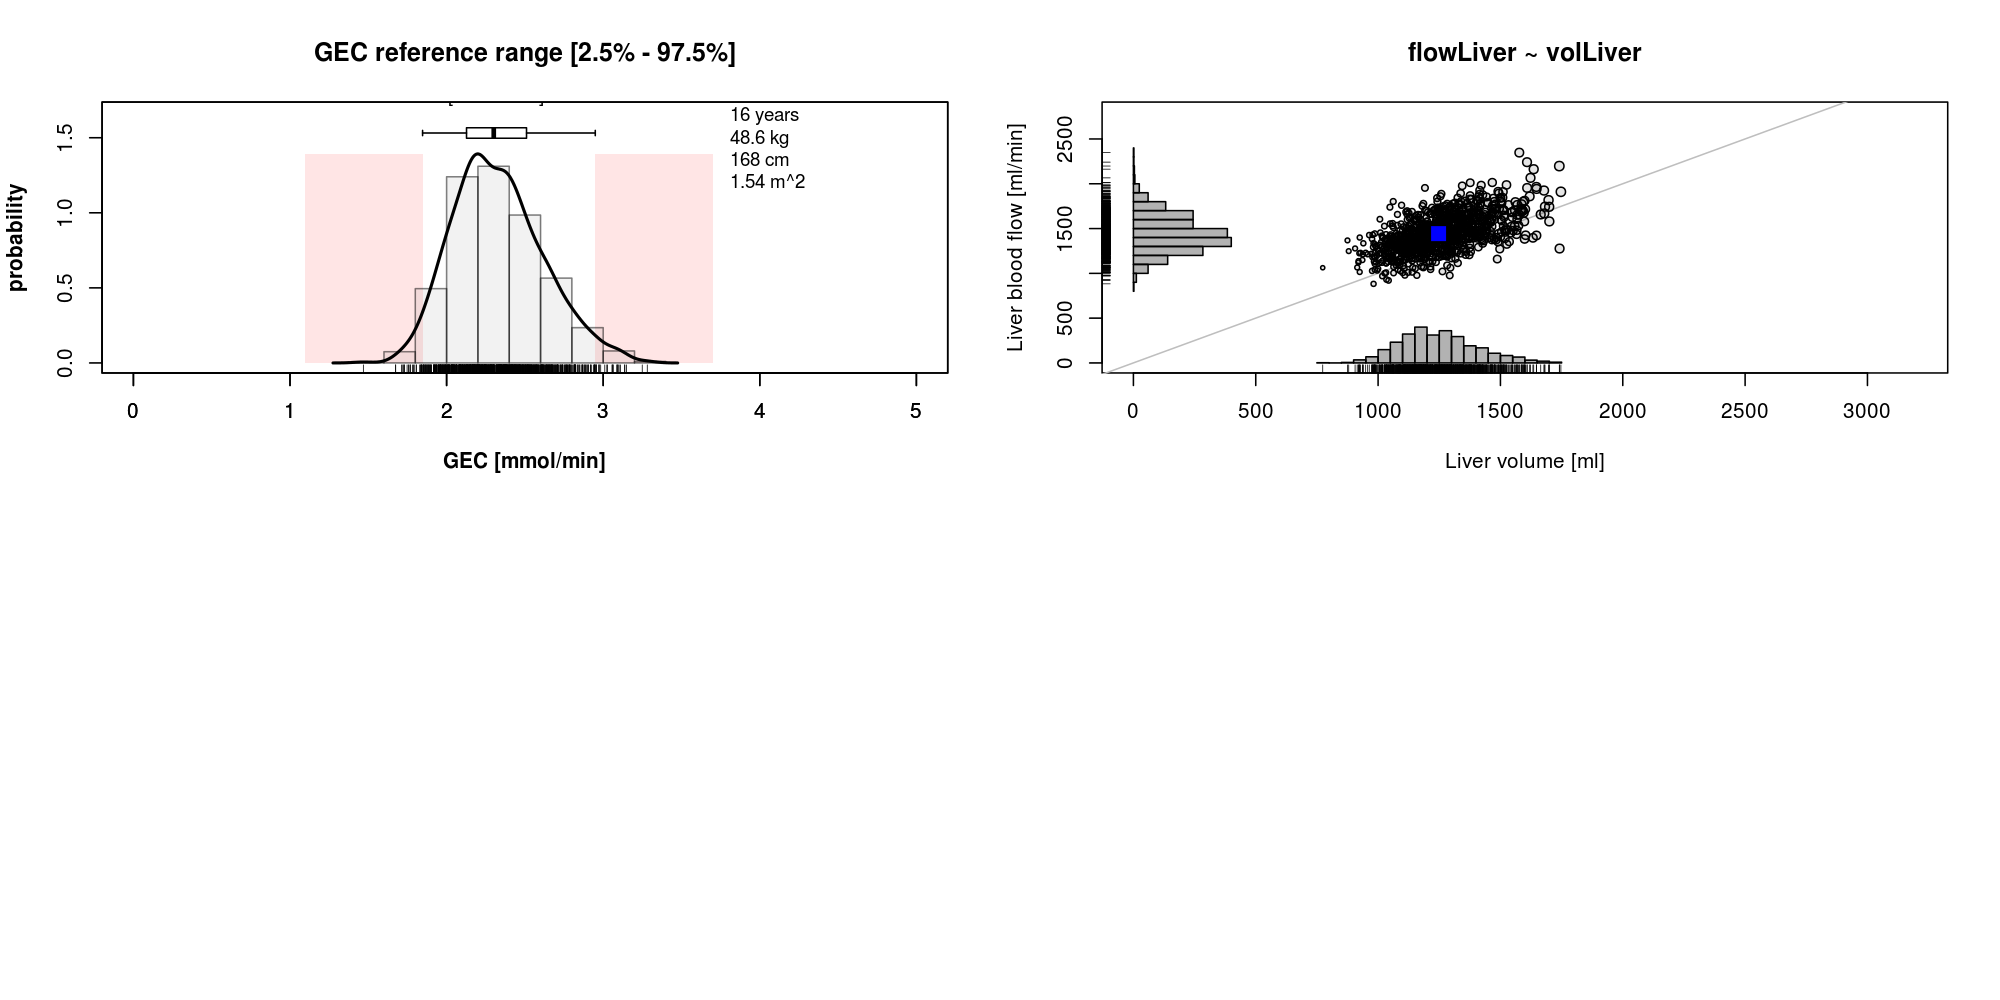 GEC reference range [2.5% - 97.5%]
probability
0.0
0.5
1.0
1.5
16 years
48.6 kg
168 cm
1.54 m^2
0 1 2 3 4 5
GEC [mmol/min]
flowLiver ~ volLiver
Liver blood flow [ml/min]
0
500
1500
2500
0 500 1000 1500 2000 2500 3000
Liver volume [ml]